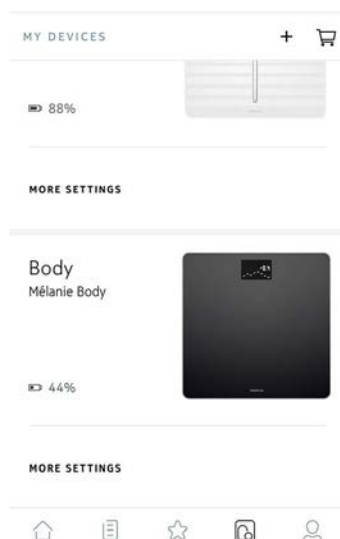 MY DEVICES
88%
MORE SETTINGS
Body
Mélanie Body
44%
MORE SETTINGS